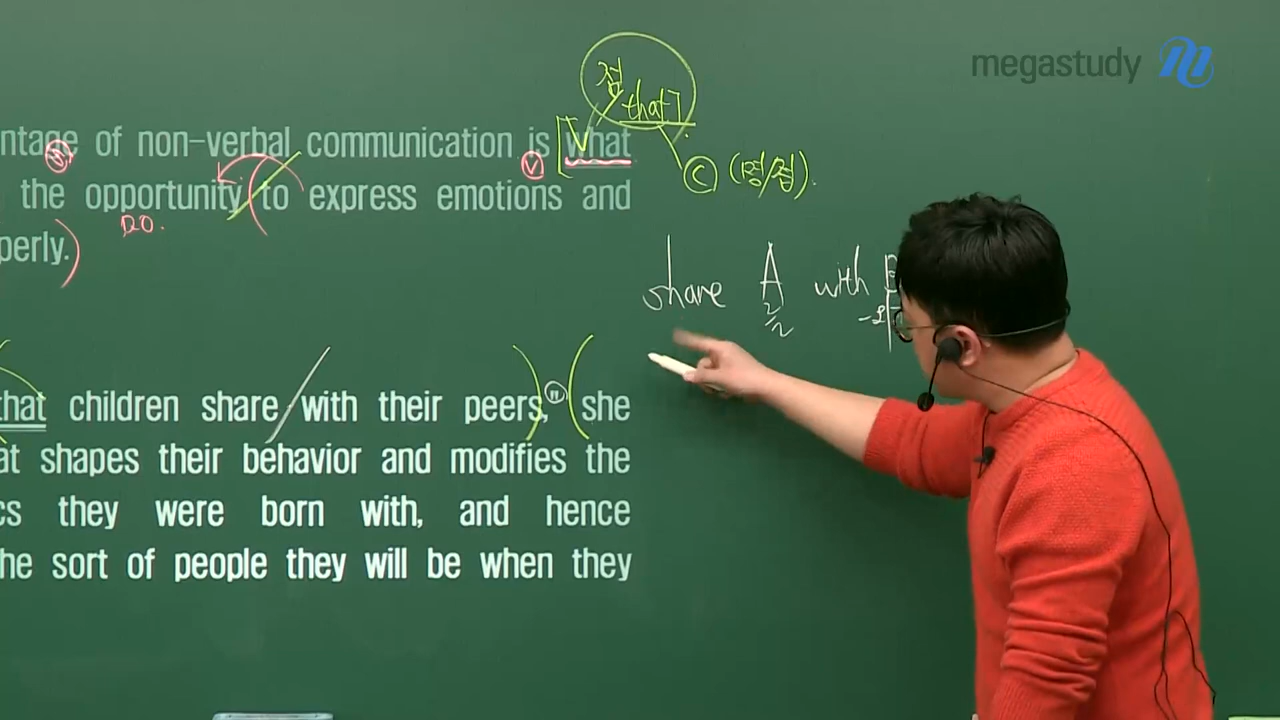 megastudy
접
that?
V
C (명/접).
ntage of non-verbal communication is what
S V
the opportunity to express emotions and
D.O.
perly.
share A with
that children share with their peers," she
at shapes their behavior and modifies the
cs they were born with, and hence
he sort of people they will be when they